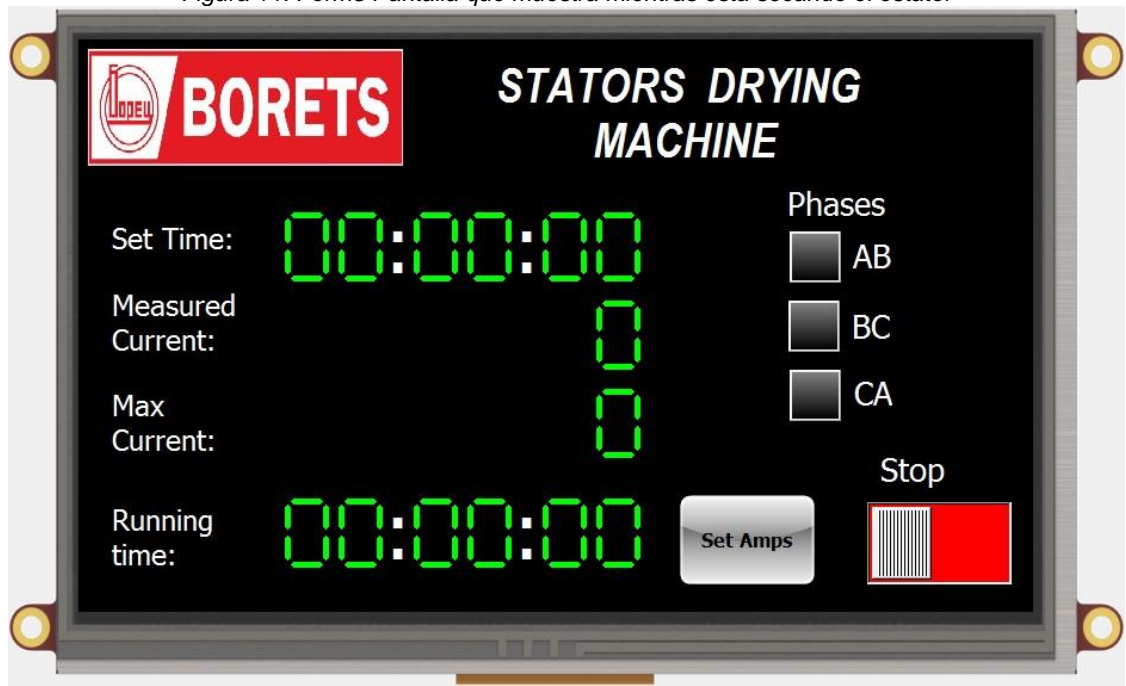 BORETS
STATORS DRYING
MACHINE
Phases
Set Time:
00:00:00
AB
Measured
Current:
0
BC
Max
Current:
0
CA
Stop
Running
time:
00:00:00
Set Amps